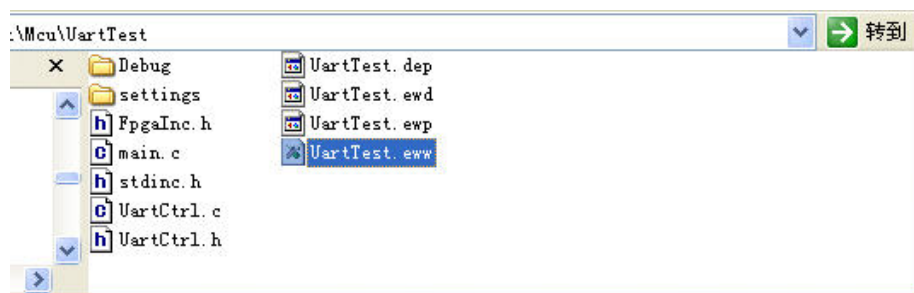 :\Mcu\UartTest
转到
Debug
settings
FpgaInc.h
main.c
stdinc.h
UartCtrl.c
UartCtrl.h
UartTest.dep
UartTest.ewd
UartTest.ewp
UartTest.eww